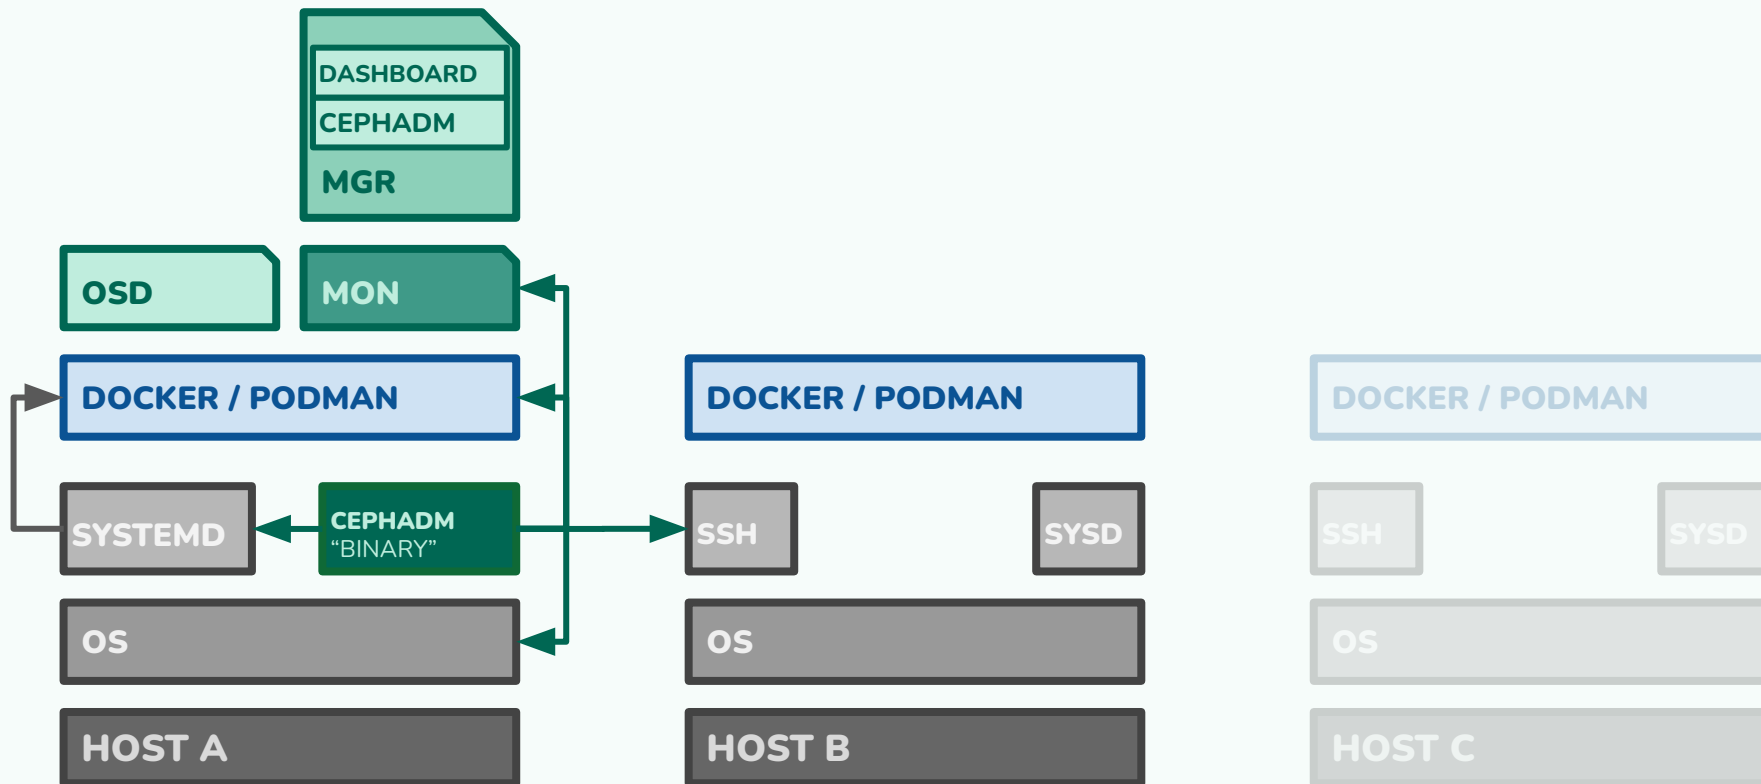 DASHBOARD
CEPHADM
MGR
OSD
MON
DOCKER / PODMAN
DOCKER / PODMAN
DOCKER / PODMAN
SYSTEMD
CEPHADM
“BINARY”
SSH
SYSD
SSH
SYSD
OS
OS
OS
HOST A
HOST B
HOST C